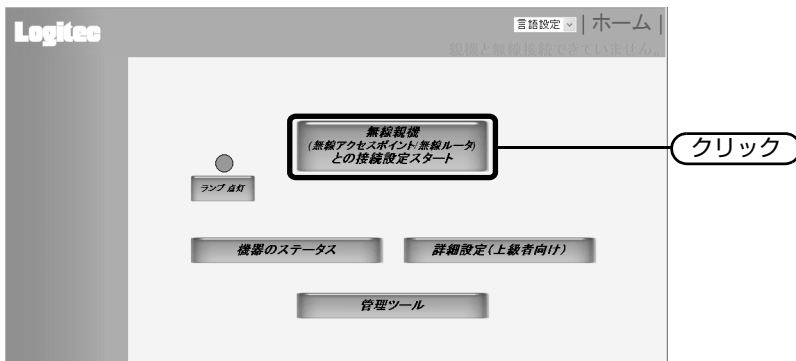 Logitec
言語設定 | ホーム |
親機と無線接続できていません。
無線親機
(無線アクセスポイント/無線ルータ)
との接続設定スタート
クリック
ランプ点灯
機器のステータス
詳細設定(上級者向け)
管理ツール